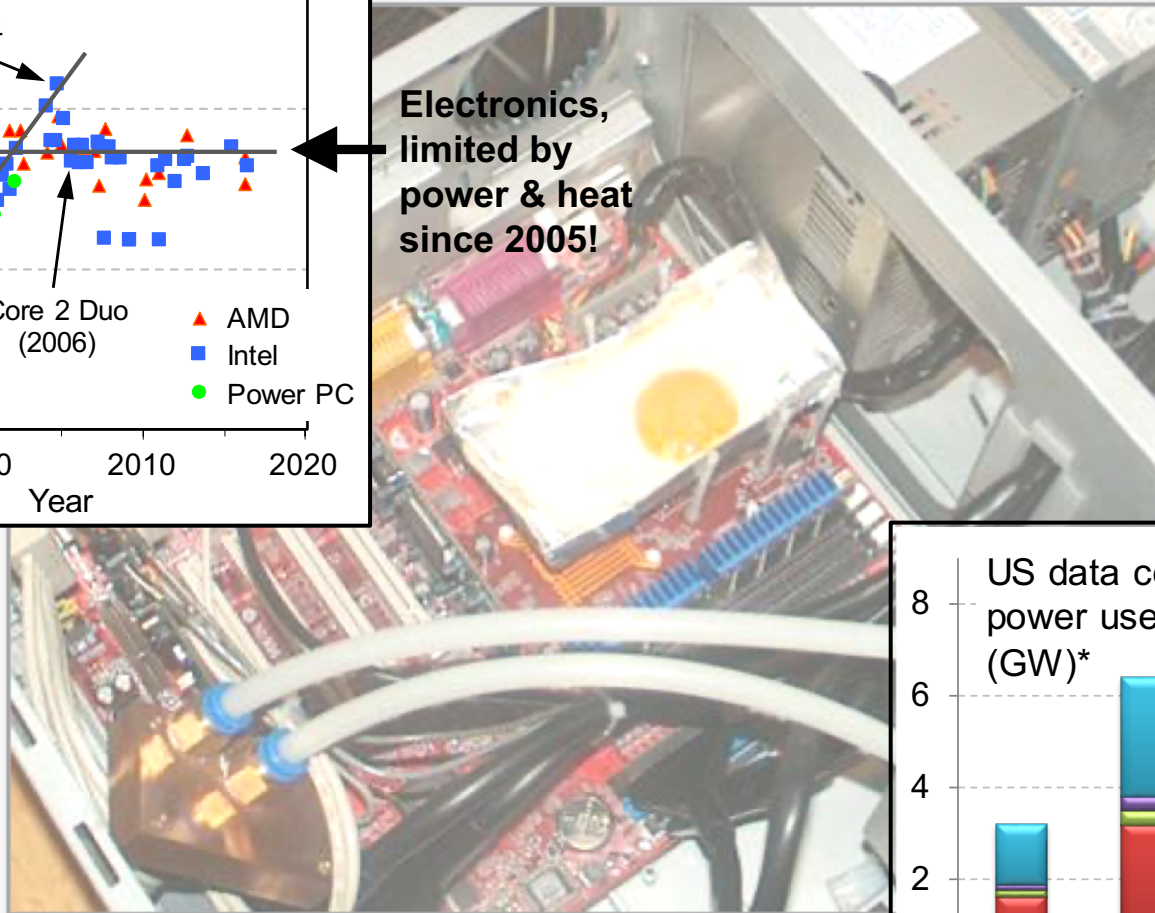 Electronics,
limited by
power & heat
since 2005!
Core 2 Duo
(2006)
AMD
Intel
Power PC
0
2010
2020
Year
US data c
power use
(GW)*
8
6
4
2